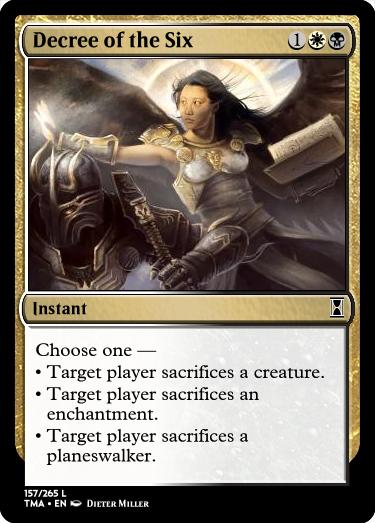 Decree of the Six 1
Instant
Choose one —
• Target player sacrifices a creature.
• Target player sacrifices an
enchantment.
• Target player sacrifices a
planeswalker.
157/265 L
TMA • EN Dieter Miller